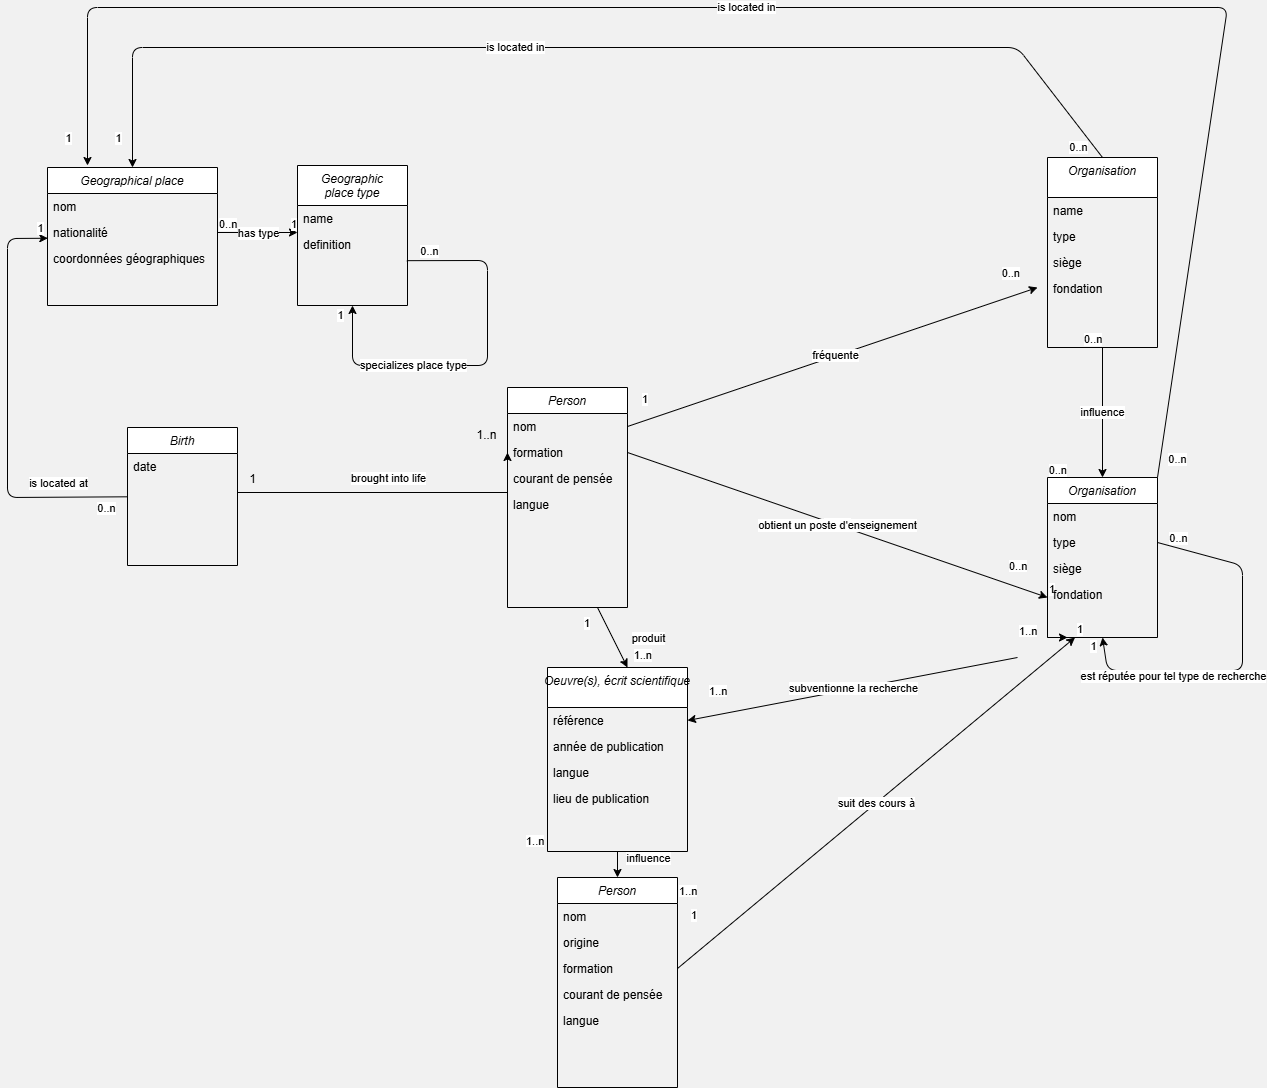 is located in
is located in
1
1
0..n
Geographical place
nom
nationalité
coordonnées géographiques
1
0..n
has type
1
Geographic
place type
name
definition
0..n
1
specializes place type
Organisation
name
type
siège
fondation
0..n
0..n
fréquente
1
influence
Person
nom
formation
courant de pensée
langue
1..n
Birth
date
1
brought into life
is located at
0..n
0..n
0..n
Organisation
nom
type
siège
fondation
0..n
obtient un poste d'enseignement
0..n
1
1..n
1
1
est réputée pour tel type de recherche
1
produit
1..n
Oeuvre(s), écrit scientifique
référence
année de publication
langue
lieu de publication
1..n
subventionne la recherche
suit des cours à
1..n
influence
Person
nom
origine
formation
courant de pensée
langue
1..n
1